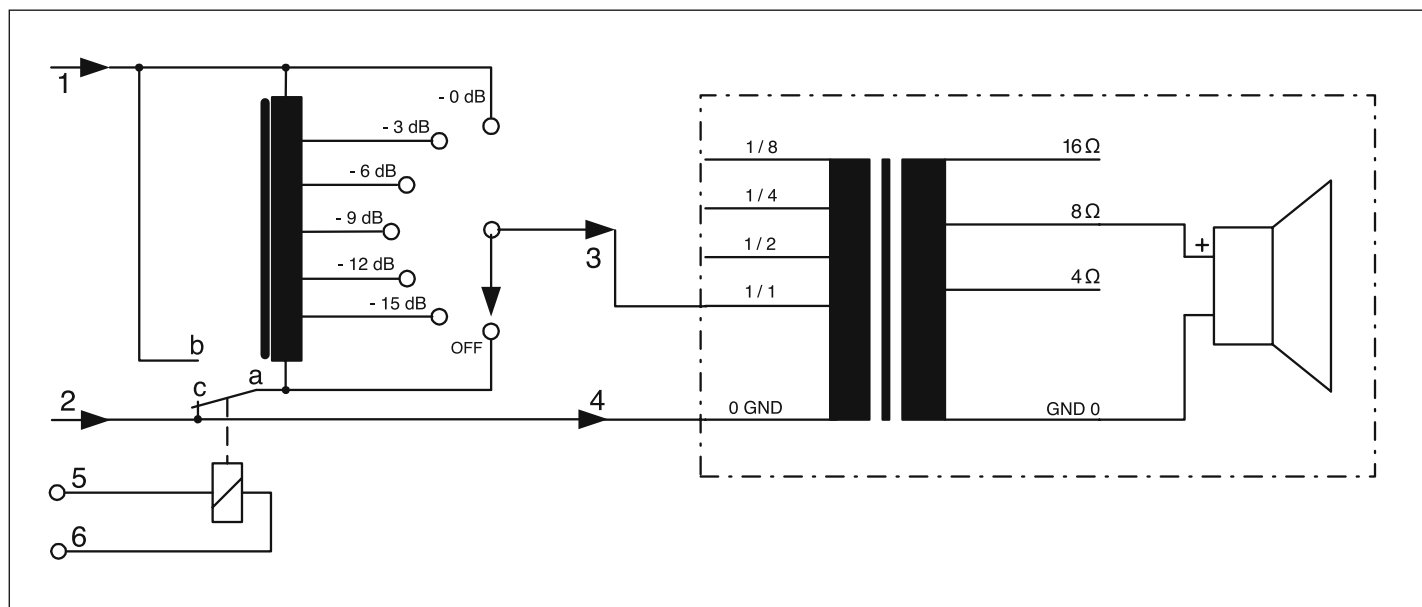 1
- 0 dB
- 3 dB
- 6 dB
- 9 dB
- 12 dB
- 15 dB
OFF
b
a
c
2
3
4
5
6
1 / 8
1 / 4
1 / 2
1 / 1
0 GND
16 Ω
8 Ω
4 Ω
GND 0
+